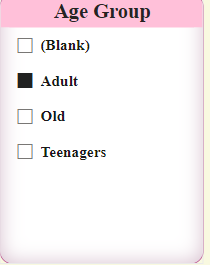 Age Group
(Blank)
Adult
Old
Teenagers